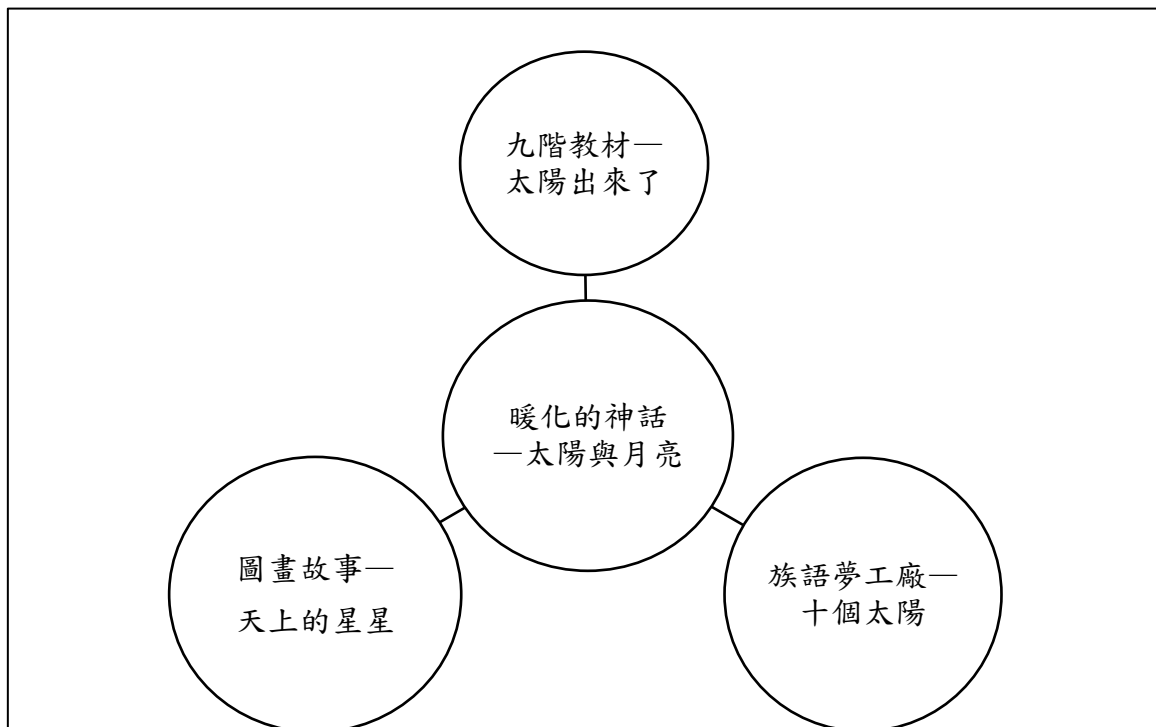 九階教材—
太陽出來了
暖化的神話
—太陽與月亮
圖畫故事—
天上的星星
族語夢工廠—
十個太陽